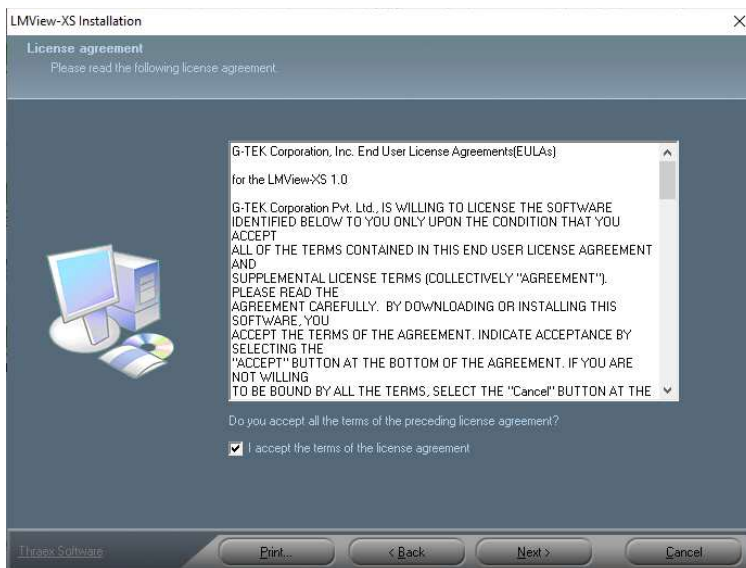 LMView-XS Installation
License agreement
Please read the following license agreement.
G-TEK Corporation, Inc. End User License Agreements(EULAs)
for the LMView-XS 1.0
G-TEK Corporation Pvt. Ltd., IS WILLING TO LICENSE THE SOFTWARE
IDENTIFIED BELOW TO YOU ONLY UPON THE CONDITION THAT YOU
ACCEPT
ALL OF THE TERMS CONTAINED IN THIS END USER LICENSE AGREEMENT
AND
SUPPLEMENTAL LICENSE TERMS (COLLECTIVELY "AGREEMENT").
PLEASE READ THE
AGREEMENT CAREFULLY. BY DOWNLOADING OR INSTALLING THIS
SOFTWARE, YOU
ACCEPT THE TERMS OF THE AGREEMENT. INDICATE ACCEPTANCE BY
SELECTING THE
"ACCEPT" BUTTON AT THE BOTTOM OF THE AGREEMENT. IF YOU ARE
NOT WILLING
TO BE BOUND BY ALL THE TERMS, SELECT THE "Cancel" BUTTON AT THE
Do you accept all the terms of the preceding license agreement?
I accept the terms of the license agreement
Thraex Software
Print...
< Back
Next >
Cancel